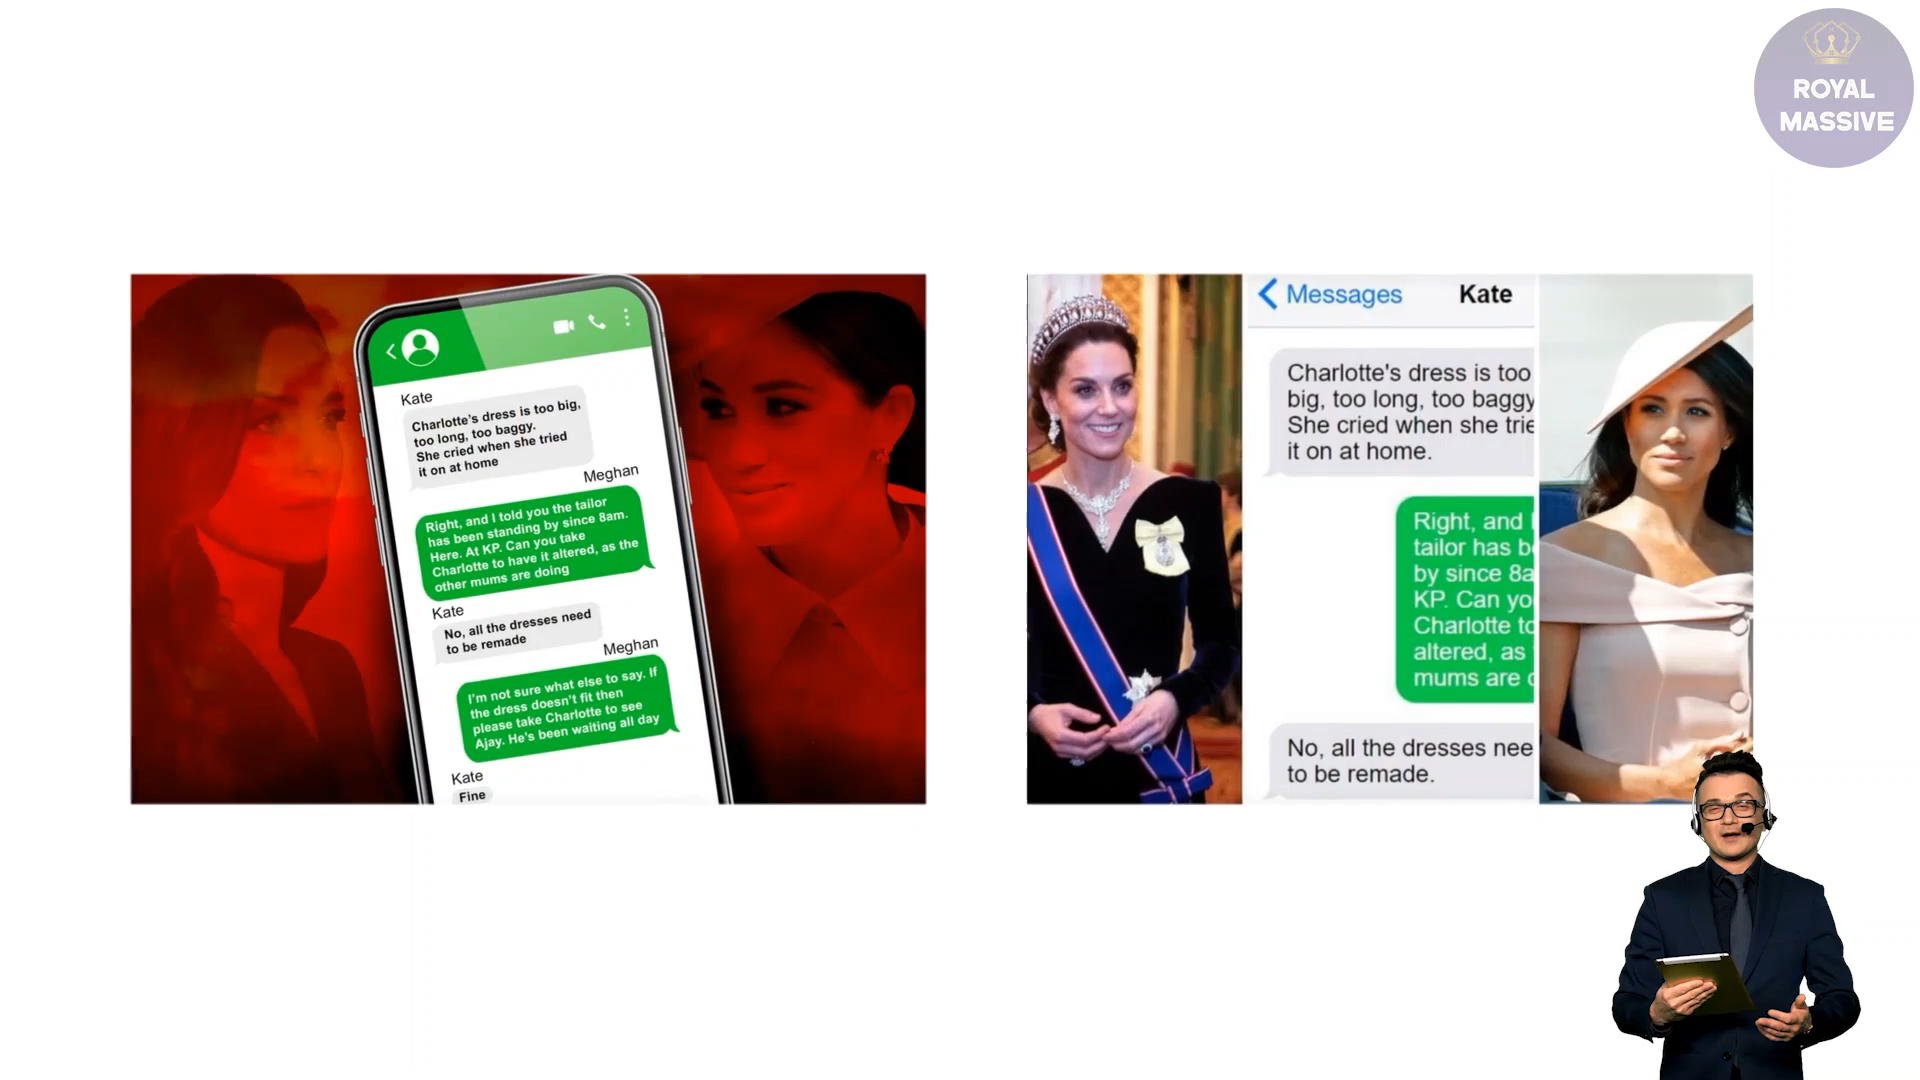 ROYAL
MASSIVE
Kate
Charlotte's dress is too big,
too long, too baggy.
She cried when she tried
it on at home
Meghan
Right, and I told you the tailor
has been standing by since 8am.
Here. At KP. Can you take
Charlotte to have it altered, as the
other mums are doing
Kate
No, all the dresses need
to be remade
Meghan
I'm not sure what else to say. If
the dress doesn't fit then
please take Charlotte to see
Ajay. He's been waiting all day
Kate
Fine
Messages Kate
Charlotte's dress is too
big, too long, too baggy
She cried when she trie
it on at home.
Right, and
tailor has b
by since 8a
KP. Can yo
Charlotte to
altered, as
mums are
No, all the dresses nee
to be remade.